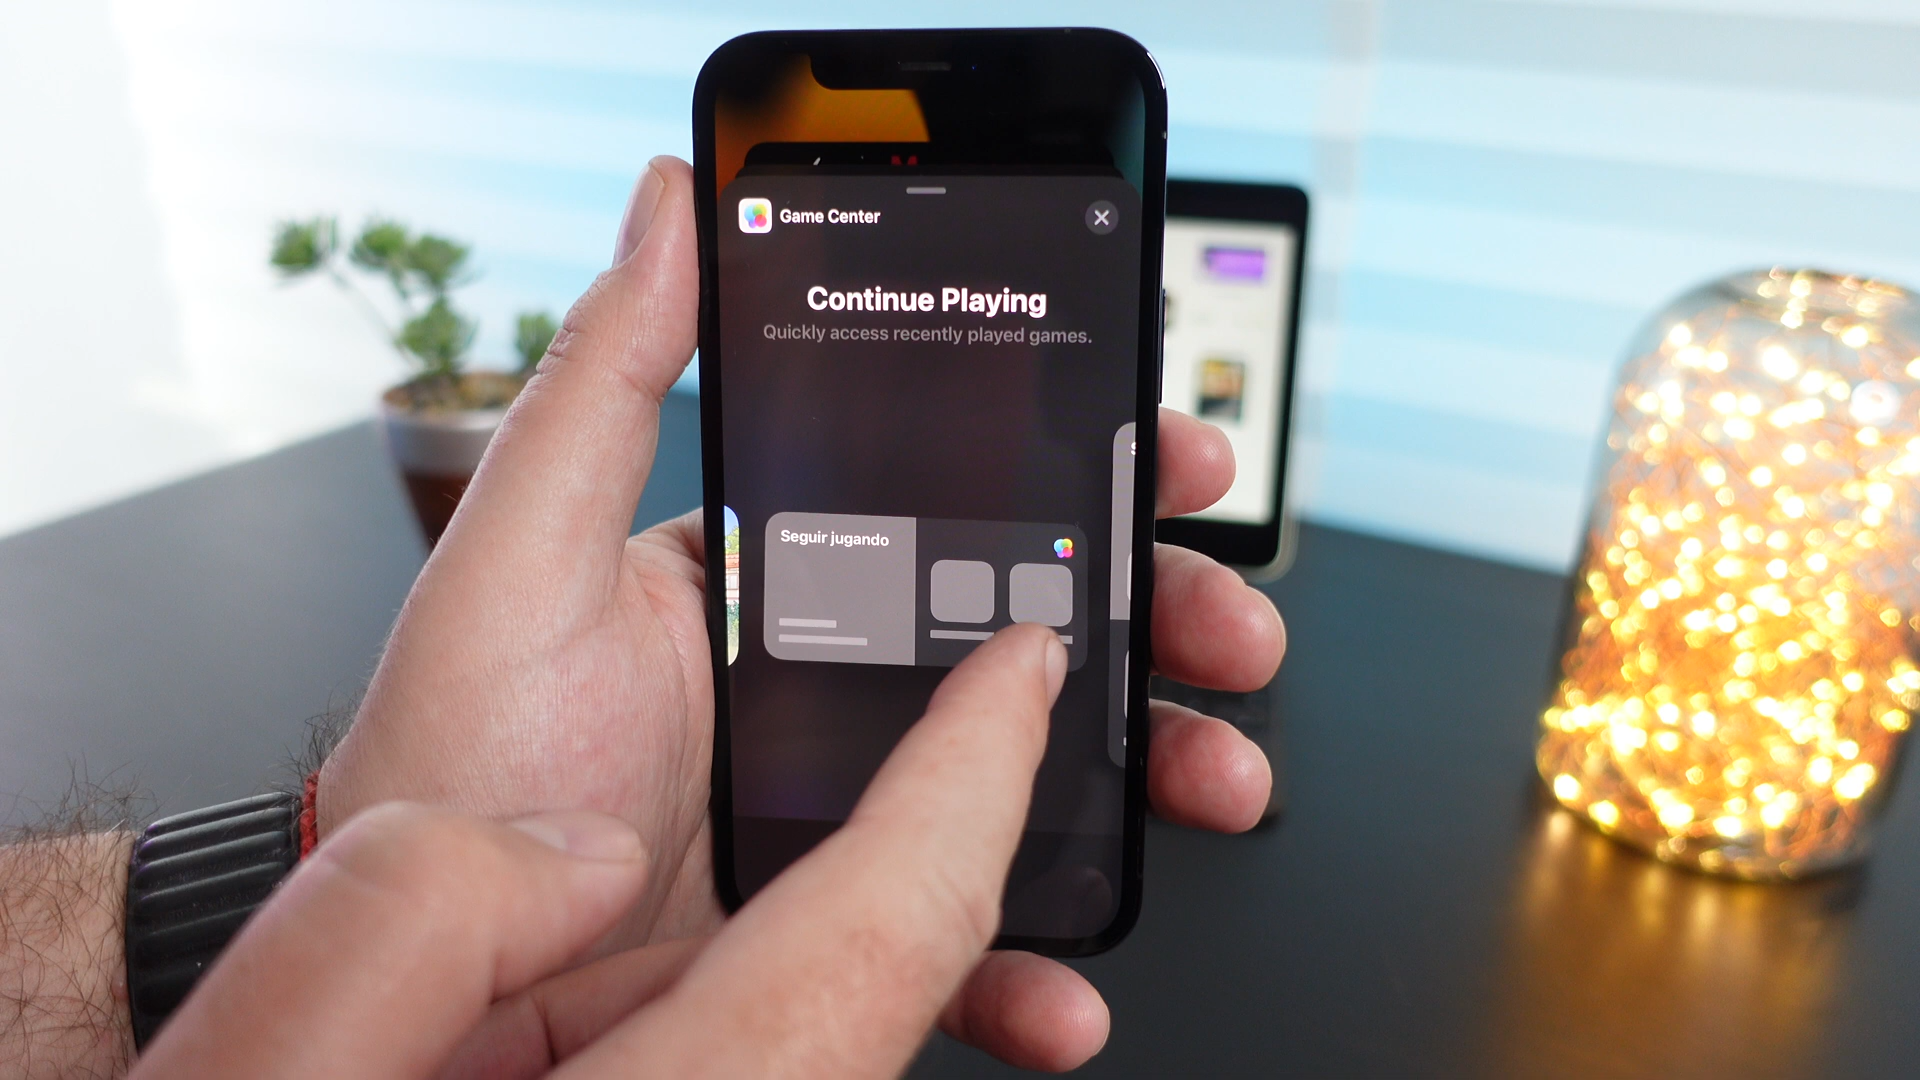 Game Center
Continue Playing
Quickly access recently played games.
Seguir jugando